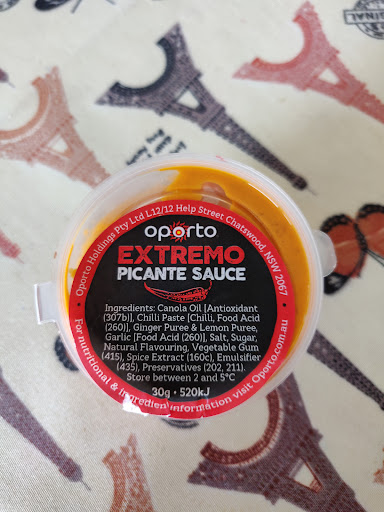 Oporto Holdings Pty Ltd L12/12 Help Street Chatswood, NSW 2067
oporto
EXTREMO
PICANTE SAUCE
Ingredients: Canola Oil [Antioxidant
(307b)], Chilli Paste [Chilli, Food Acid
(260)], Ginger Puree & Lemon Puree,
Garlic [Food Acid (260)], Salt, Sugar,
Natural Flavouring, Vegetable Gum
(415), Spice Extract (160c), Emulsifier
(435), Preservatives (202, 211).
Store between 2 and 5°C
30g • 520kJ
• For nutritional & ingredient information visit Oporto.com.au •